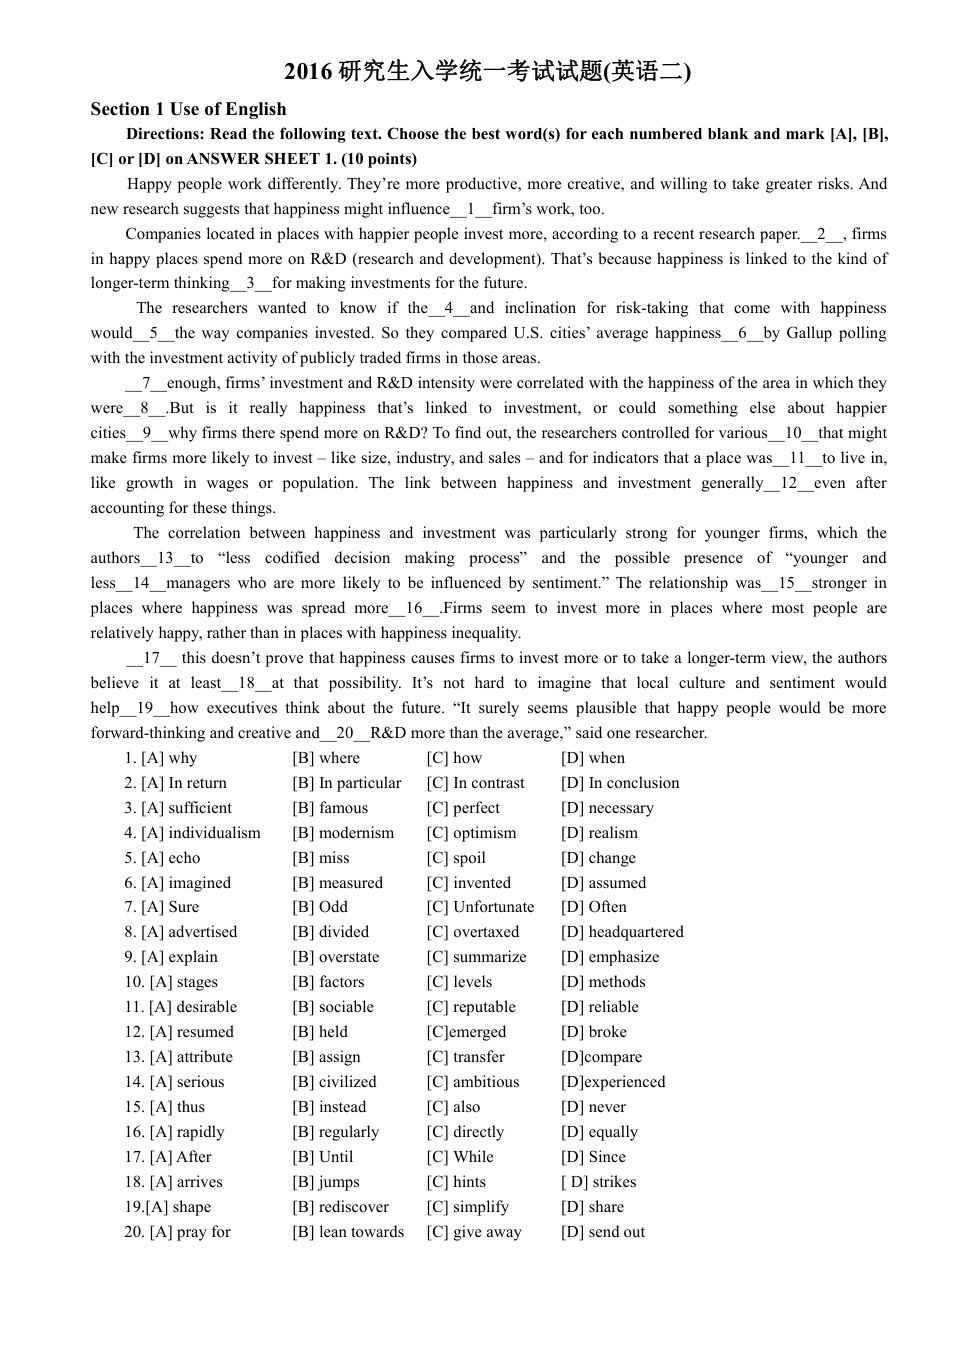 2016 研究生入学统一考试试题(英语二)
Section 1 Use of English
Directions: Read the following text. Choose the best word(s) for each numbered blank and mark [A], [B],
[C] or [D] on ANSWER SHEET 1. (10 points)
Happy people work differently. They’re more productive, more creative, and willing to take greater risks. And
new research suggests that happiness might influence__1__firm’s work, too.
Companies located in places with happier people invest more, according to a recent research paper.__2__, firms
in happy places spend more on R&D (research and development). That’s because happiness is linked to the kind of
longer-term thinking__3__for making investments for the future.
The researchers wanted to know if the__4__and inclination for risk-taking that come with happiness
would__5__the way companies invested. So they compared U.S. cities’ average happiness__6__by Gallup polling
with the investment activity of publicly traded firms in those areas.
__7__enough, firms’ investment and R&D intensity were correlated with the happiness of the area in which they
were__8__.But is it really happiness that’s linked to investment, or could something else about happier
cities__9__why firms there spend more on R&D? To find out, the researchers controlled for various__10__that might
make firms more likely to invest – like size, industry, and sales – and for indicators that a place was__11__to live in,
like growth in wages or population. The link between happiness and investment generally__12__even after
accounting for these things.
The correlation between happiness and investment was particularly strong for younger firms, which the
authors__13__to “less codified decision making process” and the possible presence of “younger and
less__14__managers who are more likely to be influenced by sentiment.” The relationship was__15__stronger in
places where happiness was spread more__16__.Firms seem to invest more in places where most people are
relatively happy, rather than in places with happiness inequality.
__17__ this doesn’t prove that happiness causes firms to invest more or to take a longer-term view, the authors
believe it at least__18__at that possibility. It’s not hard to imagine that local culture and sentiment would
help__19__how executives think about the future. “It surely seems plausible that happy people would be more
forward-thinking and creative and__20__R&D more than the average,” said one researcher.
1. [A] why [B] where [C] how [D] when
2. [A] In return [B] In particular [C] In contrast [D] In conclusion
3. [A] sufficient [B] famous [C] perfect [D] necessary
4. [A] individualism [B] modernism [C] optimism [D] realism
5. [A] echo [B] miss [C] spoil [D] change
6. [A] imagined [B] measured [C] invented [D] assumed
7. [A] Sure [B] Odd [C] Unfortunate [D] Often
8. [A] advertised [B] divided [C] overtaxed [D] headquartered
9. [A] explain [B] overstate [C] summarize [D] emphasize
10. [A] stages [B] factors [C] levels [D] methods
11. [A] desirable [B] sociable [C] reputable [D] reliable
12. [A] resumed [B] held [C]emerged [D] broke
13. [A] attribute [B] assign [C] transfer [D]compare
14. [A] serious [B] civilized [C] ambitious [D]experienced
15. [A] thus [B] instead [C] also [D] never
16. [A] rapidly [B] regularly [C] directly [D] equally
17. [A] After [B] Until [C] While [D] Since
18. [A] arrives [B] jumps [C] hints [ D] strikes
19.[A] shape [B] rediscover [C] simplify [D] share
20. [A] pray for [B] lean towards [C] give away [D] send out